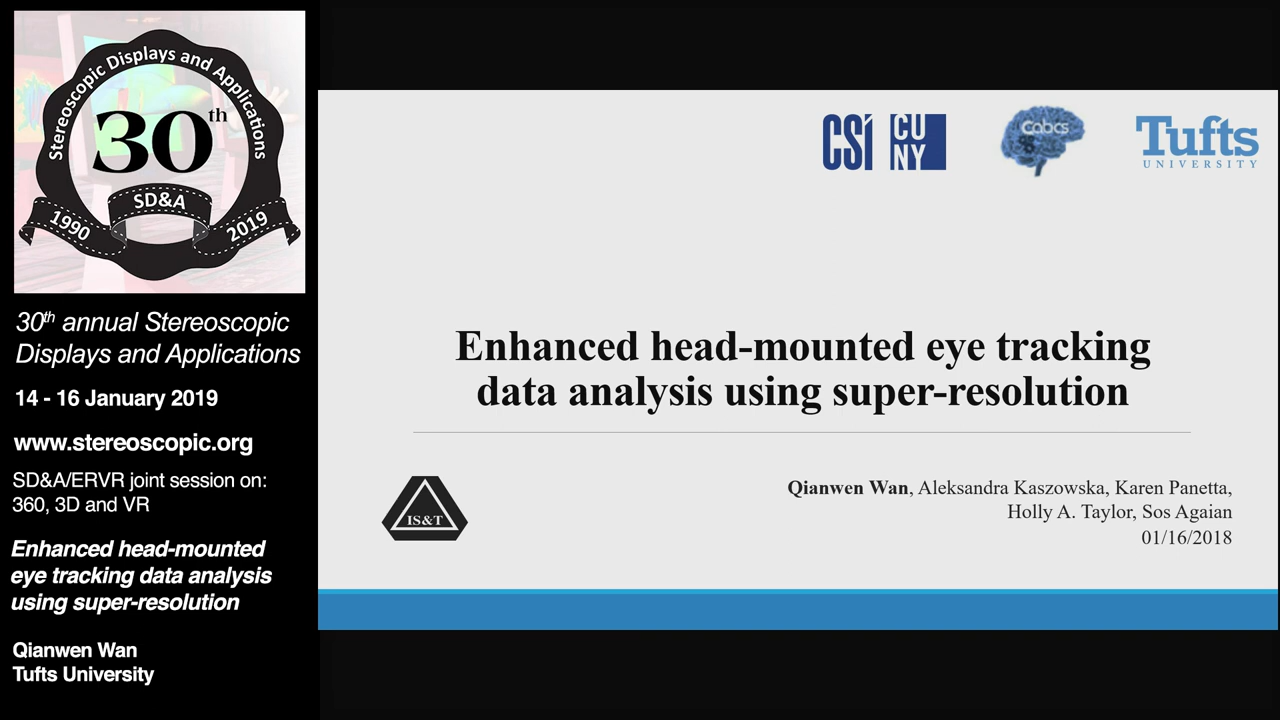 Stereoscopic Displays and Applications
30th
SD&A
1990
2019
30th annual Stereoscopic
Displays and Applications
14 - 16 January 2019
www.stereoscopic.org
SD&A/ERVR joint session on:
360, 3D and VR
Enhanced head-mounted
eye tracking data analysis
using super-resolution
Qianwen Wan
Tufts University
CSI
CU
NY
cabcs
Tufts
UNIVERSITY
Enhanced head-mounted eye tracking
data analysis using super-resolution
IS&T
Qianwen Wan, Aleksandra Kaszowska, Karen Panetta,
Holly A. Taylor, Sos Agaian
01/16/2018